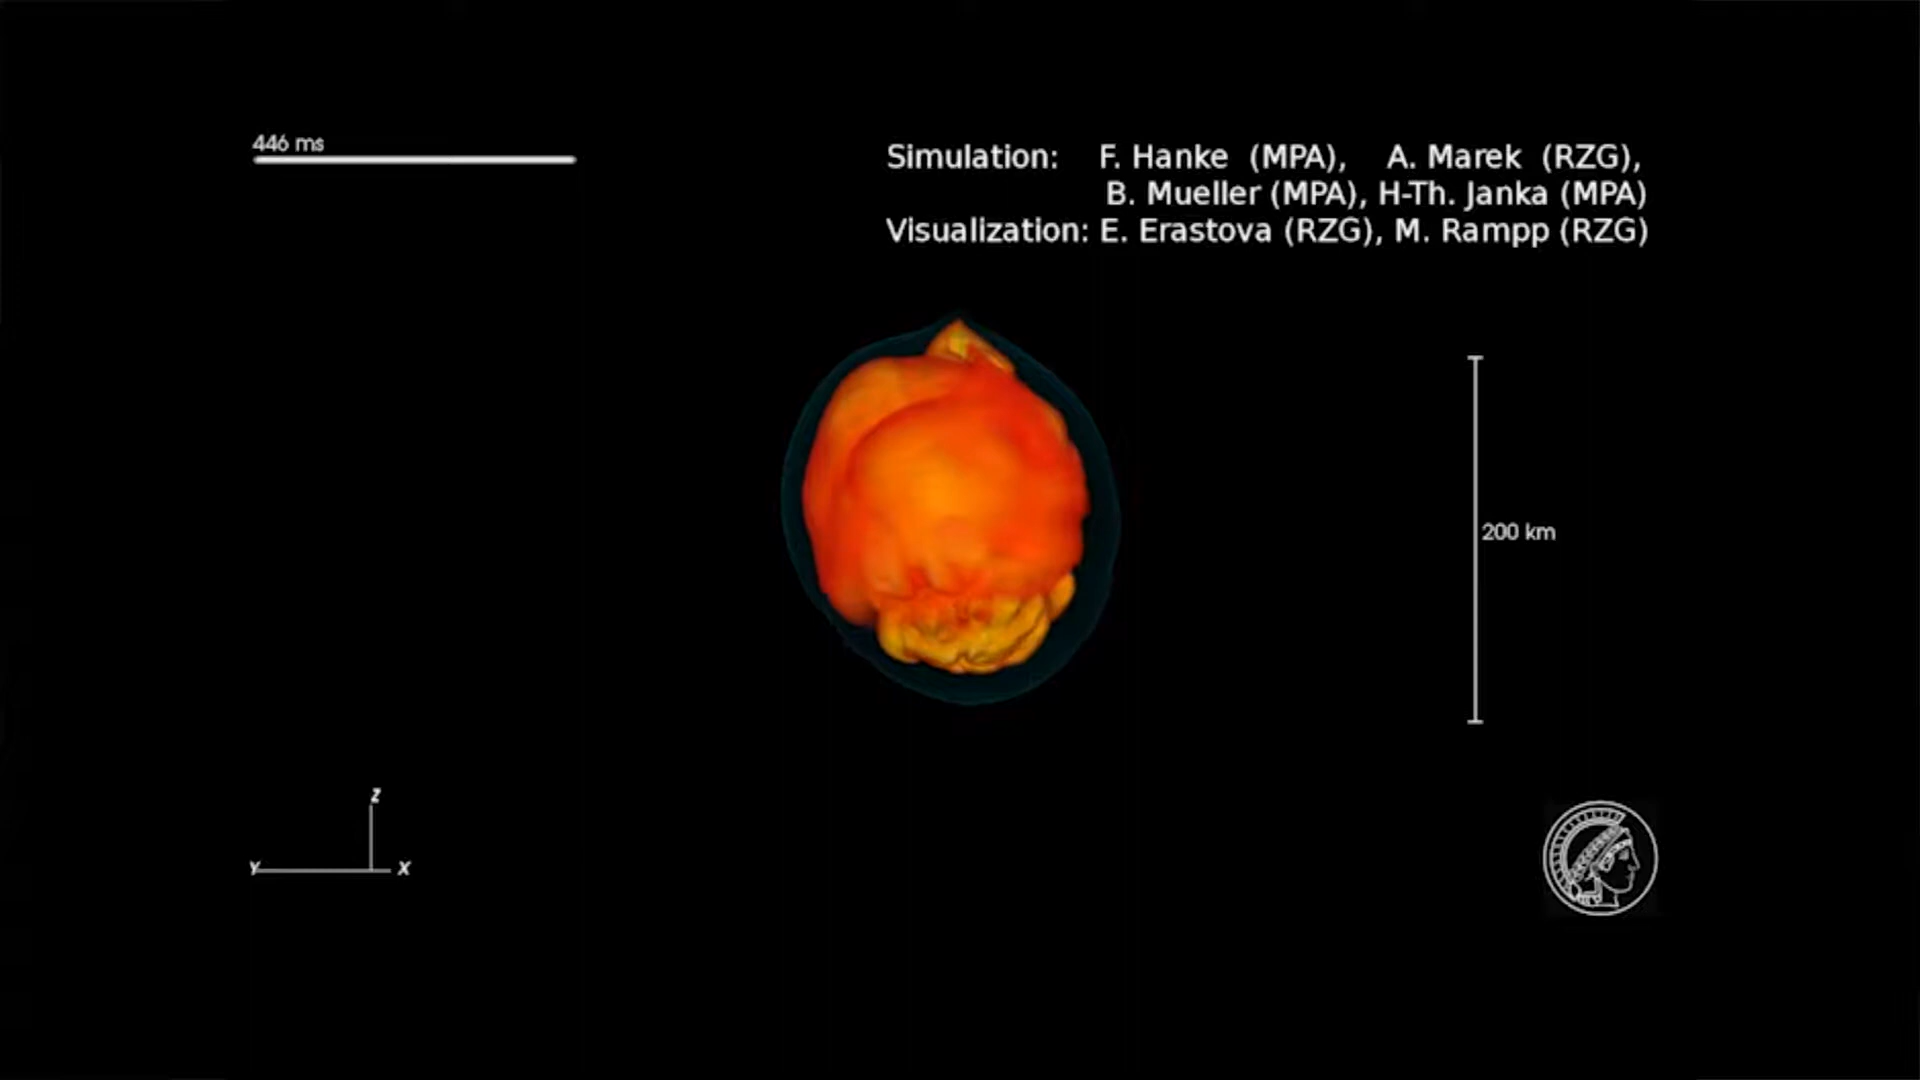 446 ms
Simulation: F. Hanke (MPA), A. Marek (RZG),
B. Mueller (MPA), H-Th. Janka (MPA)
Visualization: E. Erastova (RZG), M. Rampp (RZG)
200 km
z
Y X